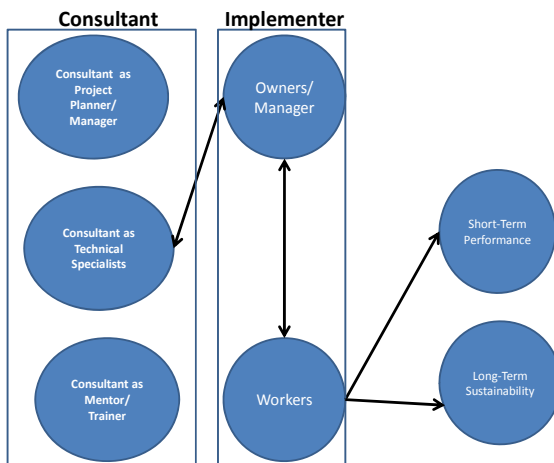 Consultant
Implementer
Consultant as
Project
Planner/
Manager
Owners/
Manager
Consultant as
Technical
Specialists
Short-Term
Performance
Consultant as
Mentor/
Trainer
Workers
Long-Term
Sustainability